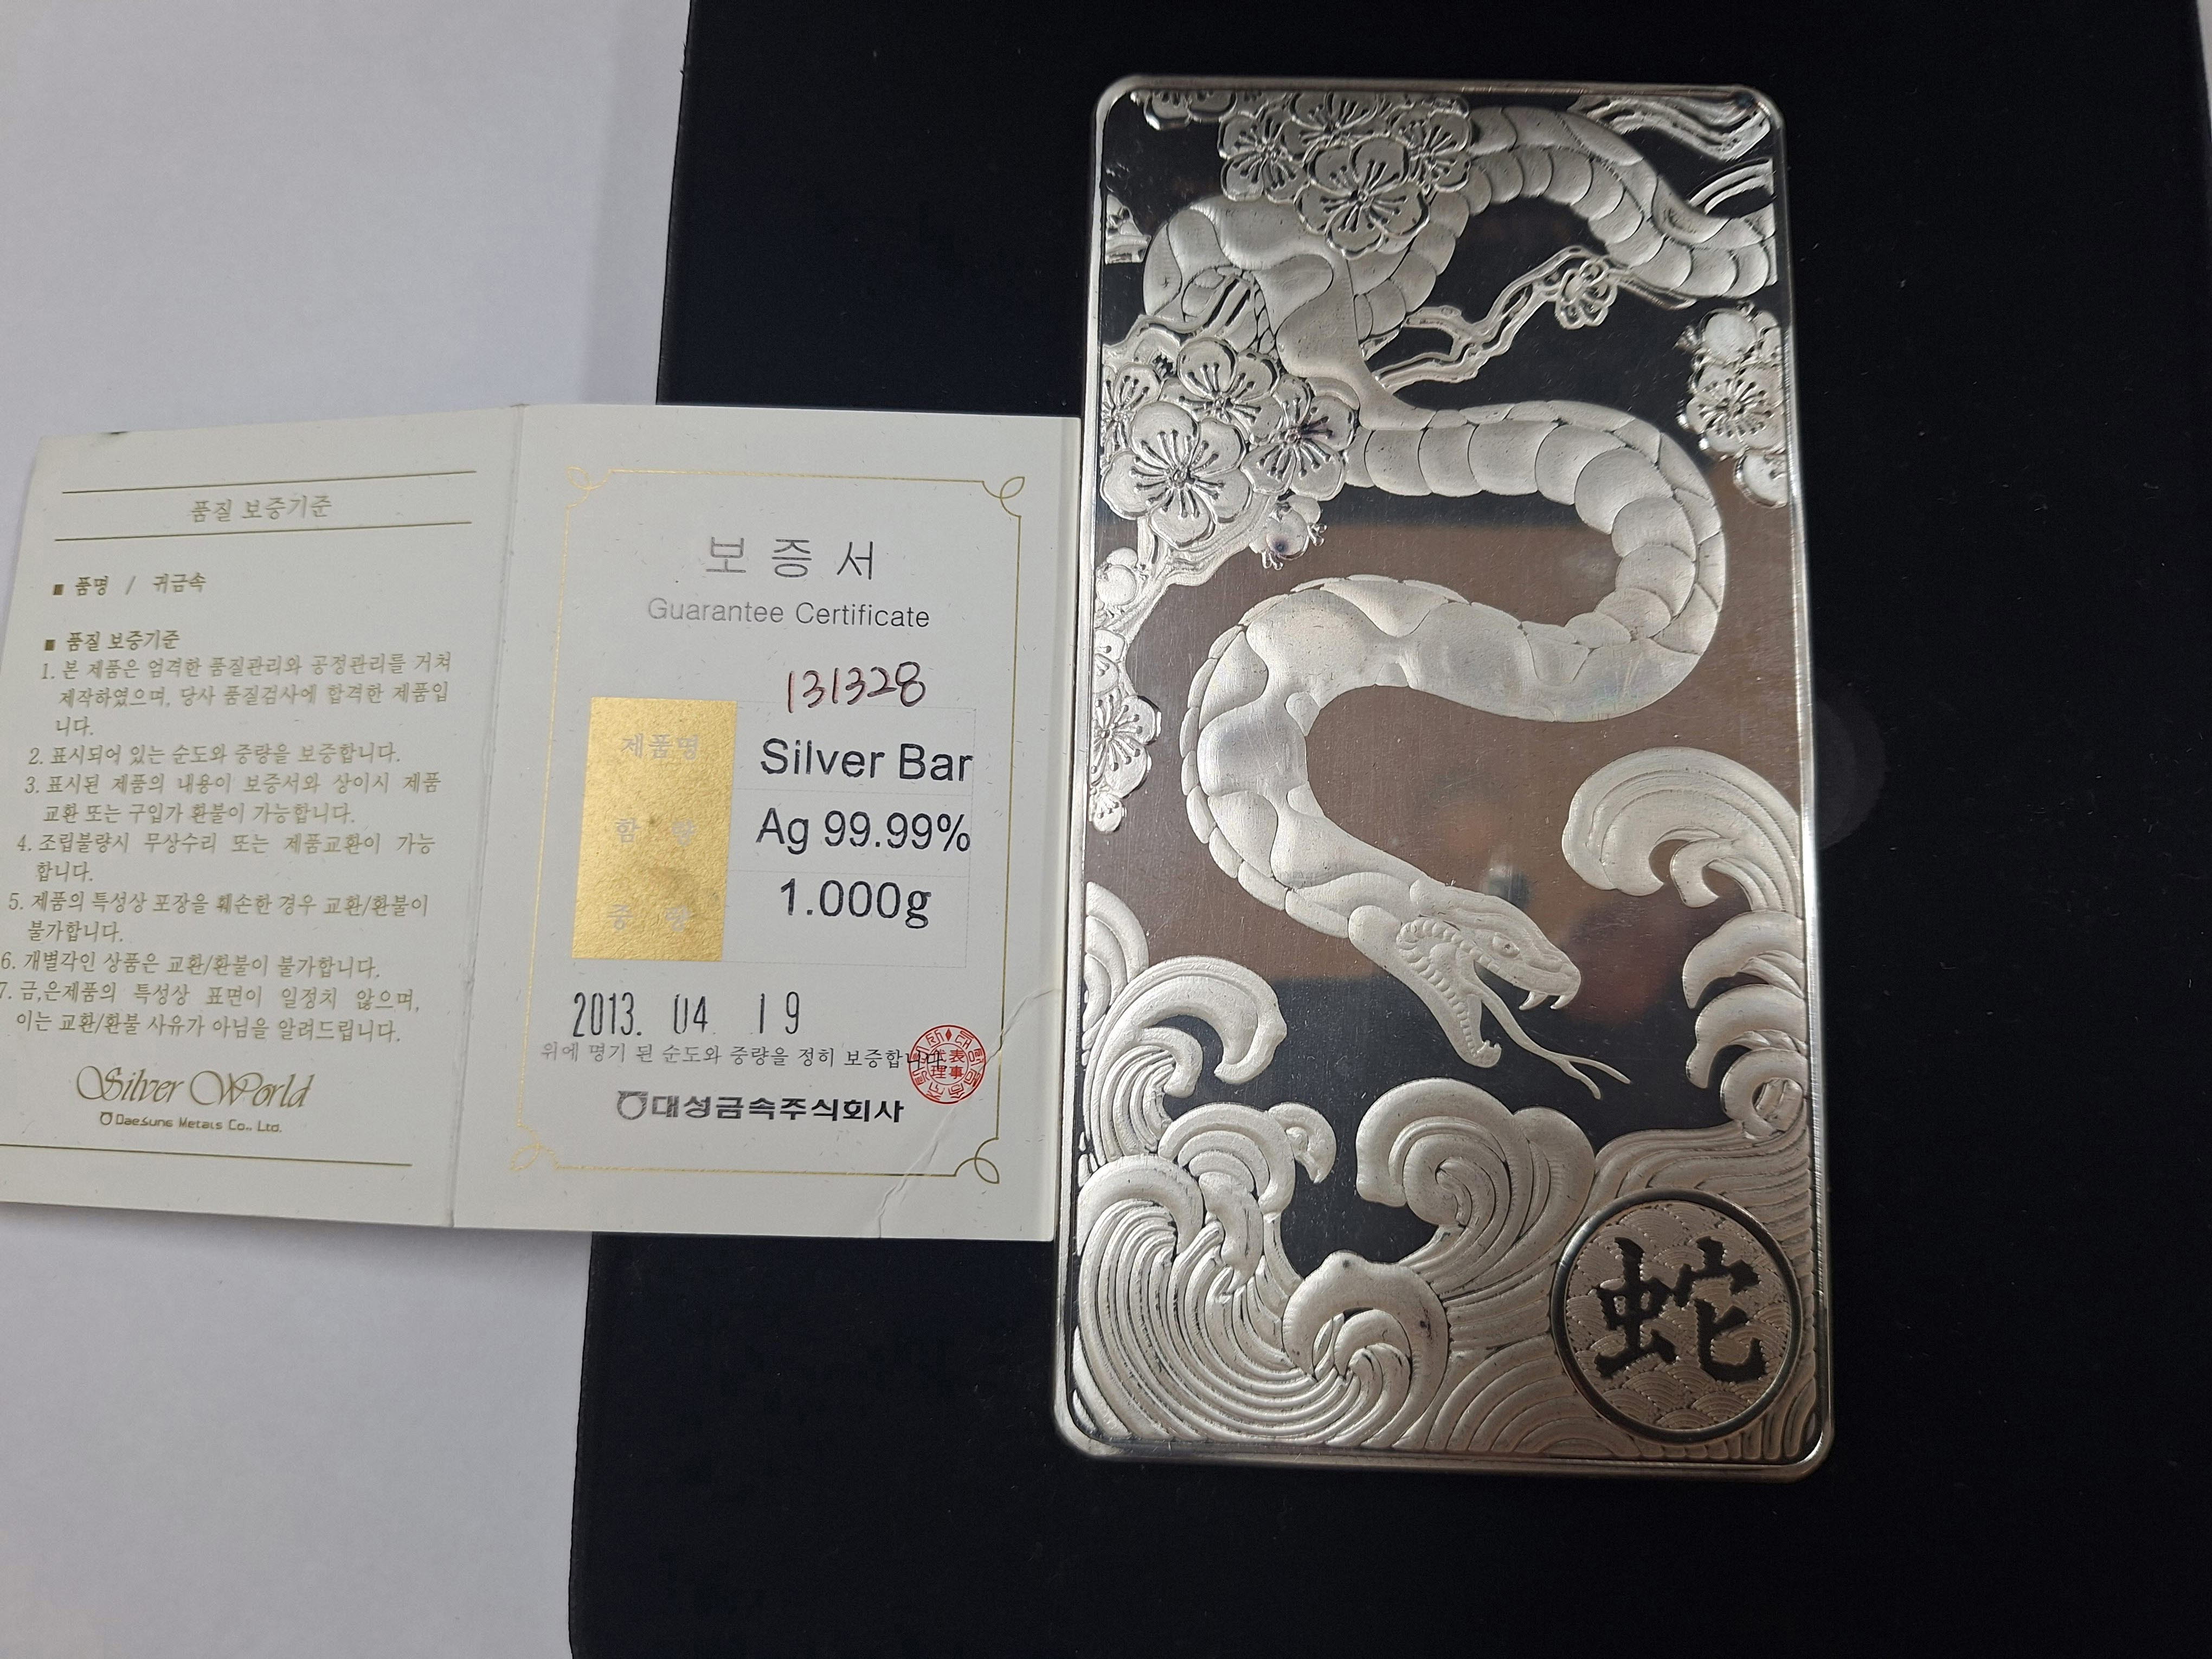 품질 보증기준
■ 품명 / 귀금속
■ 품질 보증기준
1. 본 제품은 엄격한 품질관리와 공정관리를 거쳐
제작하였으며, 당사 품질검사에 합격한 제품입
니다.
2. 표시되어 있는 순도와 중량을 보증합니다.
3. 표시된 제품의 내용이 보증서와 상이시 제품
교환 또는 구입가 환불이 가능합니다.
4. 조립불량시 무상수리 또는 제품교환이 가능
합니다.
5. 제품의 특성상 포장을 훼손한 경우 교환/환불이
불가합니다.
6. 개별각인 상품은 교환/환불이 불가합니다.
7. 금,은제품의 특성상 표면이 일정치 않으며,
이는 교환/환불 사유가 아님을 알려드립니다.
Silver World
DaeSung Metals Co., Ltd.
보증서
Guarantee Certificate
131328
제품명 Silver Bar
함 량 Ag 99.99%
중 량 1.000g
2013. 04 19
위에 명기 된 순도와 중량을 정히 보증합니다
代表
理事
대성금속주식회사
蛇